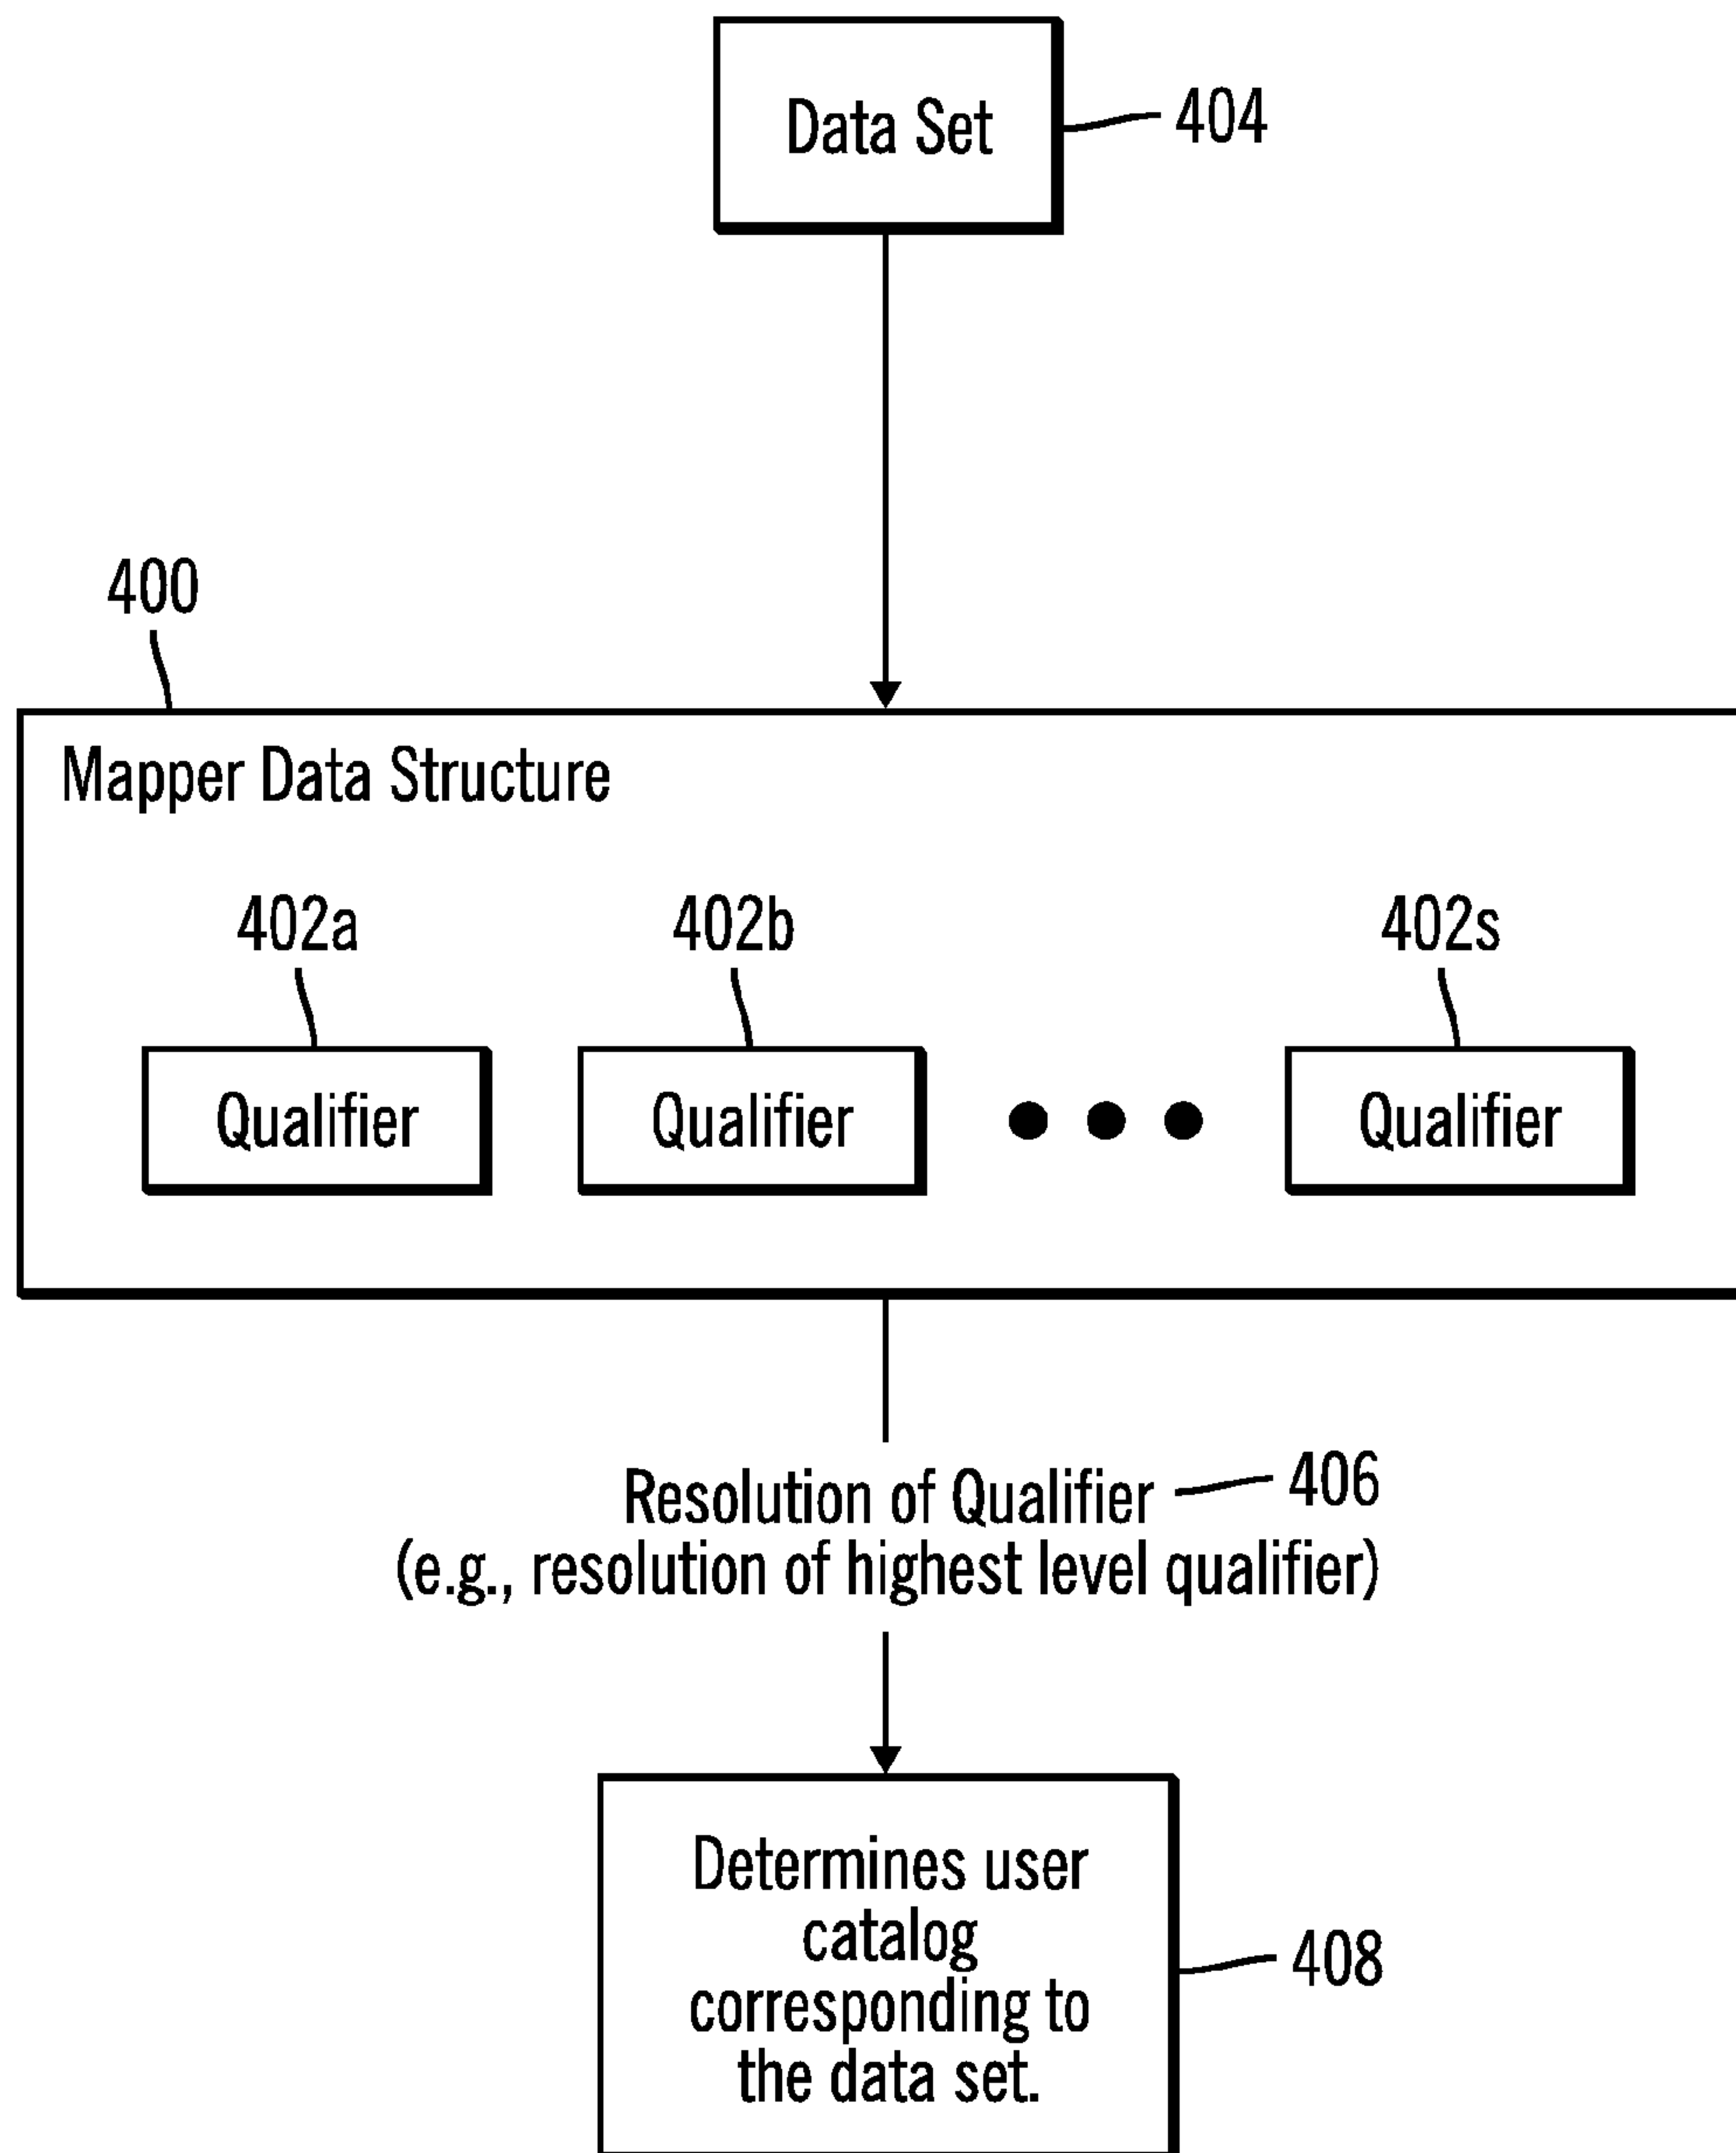 Data Set
404
400
Mapper Data Structure
402a
402b
402s
Qualifier
Qualifier
Qualifier
Resolution of Qualifier
406
(e.g., resolution of highest level qualifier)
Determines user
catalog
corresponding to
the data set.
408